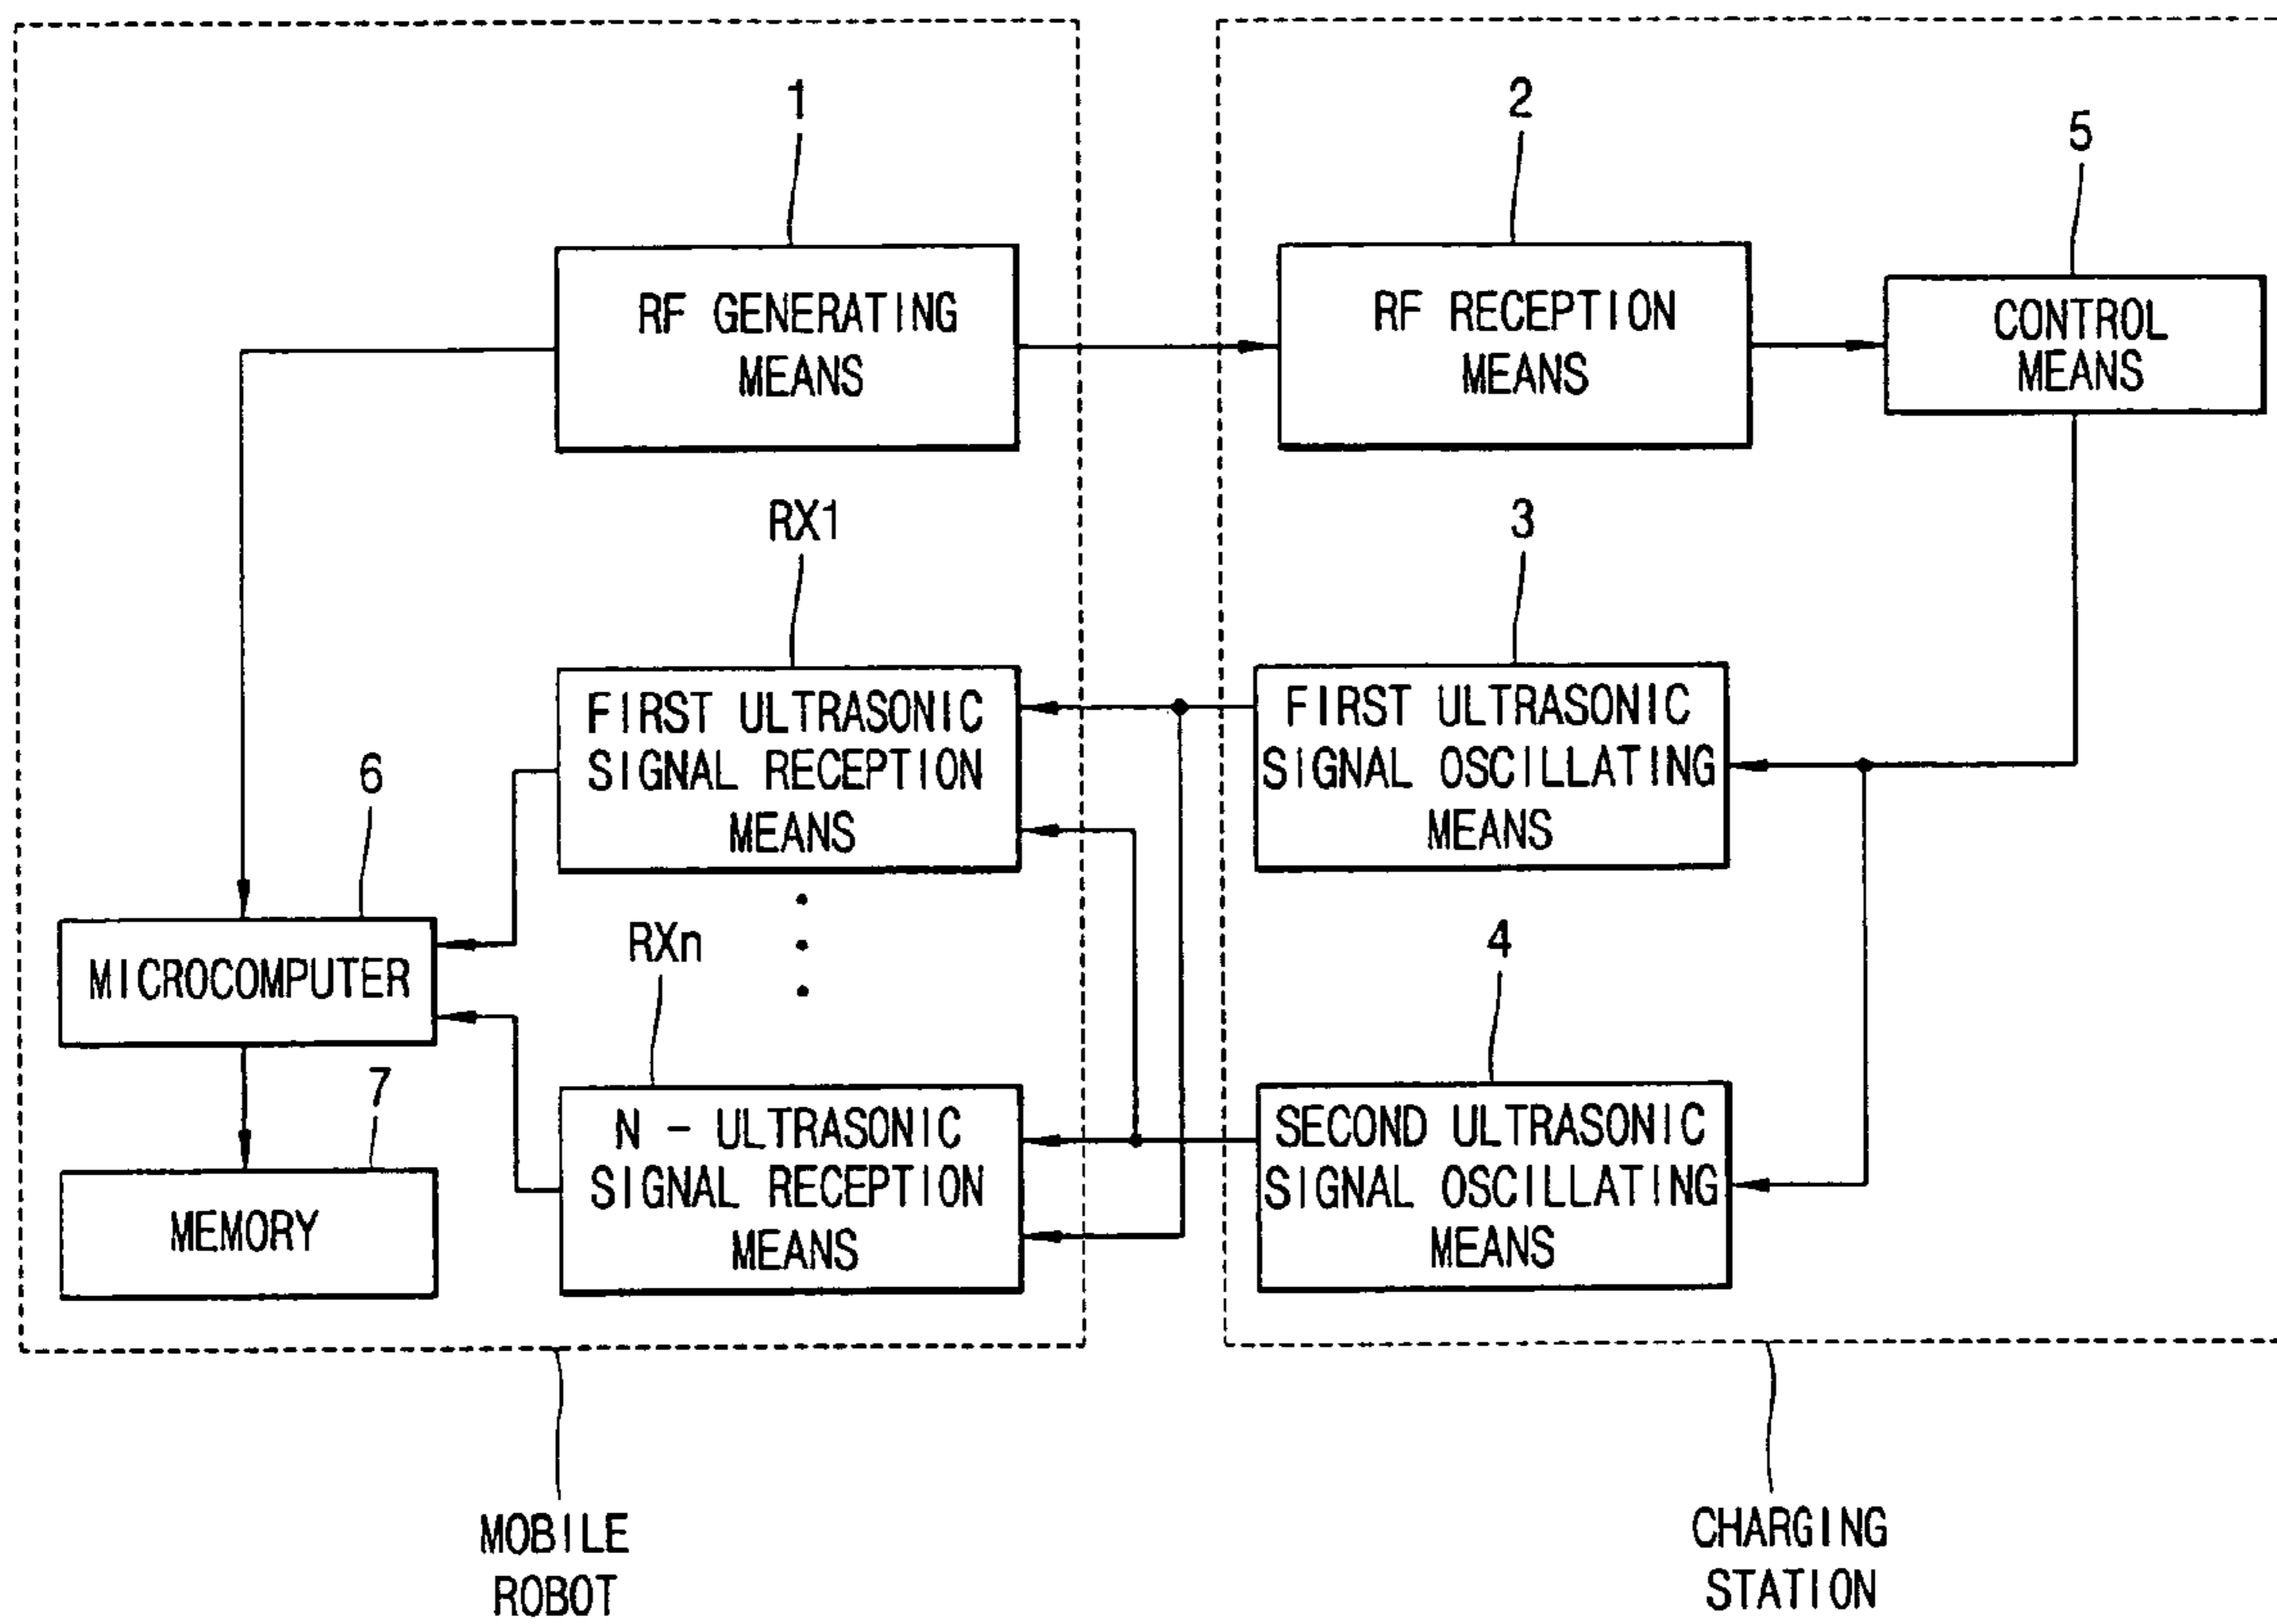 1
2
5
RF GENERATING
MEANS
RF RECEPTION
MEANS
CONTROL
MEANS
RX1
3
FIRST ULTRASONIC
SIGNAL RECEPTION
MEANS
FIRST ULTRASONIC
SIGNAL OSCILLATING
MEANS
6
RXn
4
MICROCOMPUTER
7
N - ULTRASONIC
SIGNAL RECEPTION
MEANS
SECOND ULTRASONIC
SIGNAL OSCILLATING
MEANS
MEMORY
MOBILE
ROBOT
CHARGING
STATION